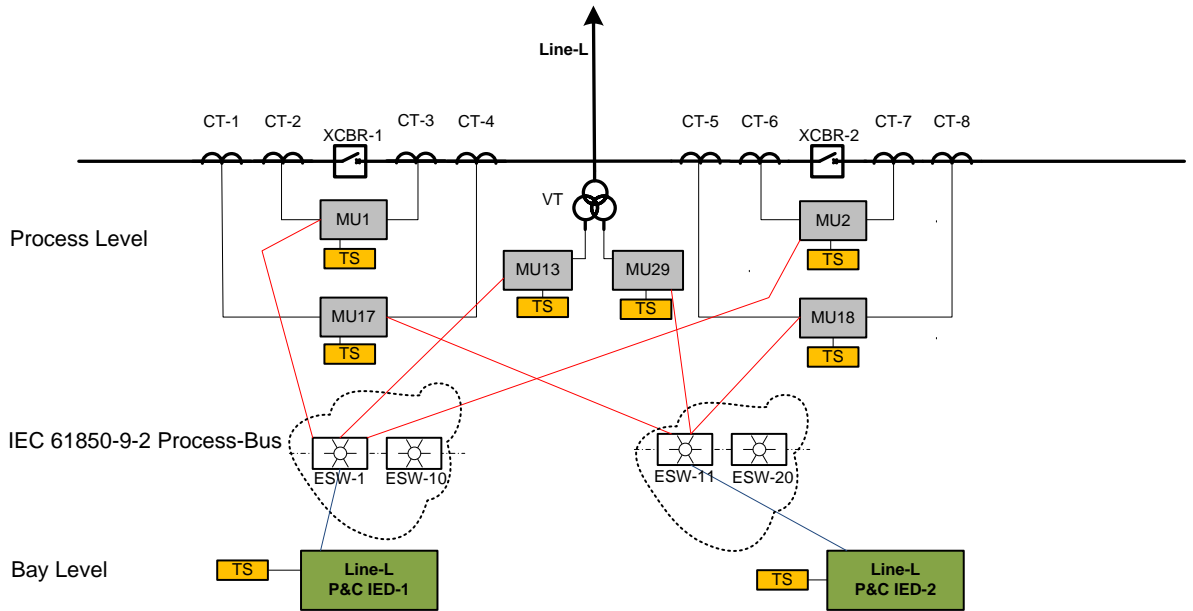 Line-L
CT-1
CT-2
XCBR-1
CT-3
CT-4
CT-5
CT-6
XCBR-2
CT-7
CT-8
VT
MU1
TS
MU2
TS
Process Level
MU13
TS
MU29
TS
MU17
TS
MU18
TS
IEC 61850-9-2 Process-Bus
ESW-1
ESW-10
ESW-11
ESW-20
Bay Level
TS
Line-L
P&C IED-1
TS
Line-L
P&C IED-2